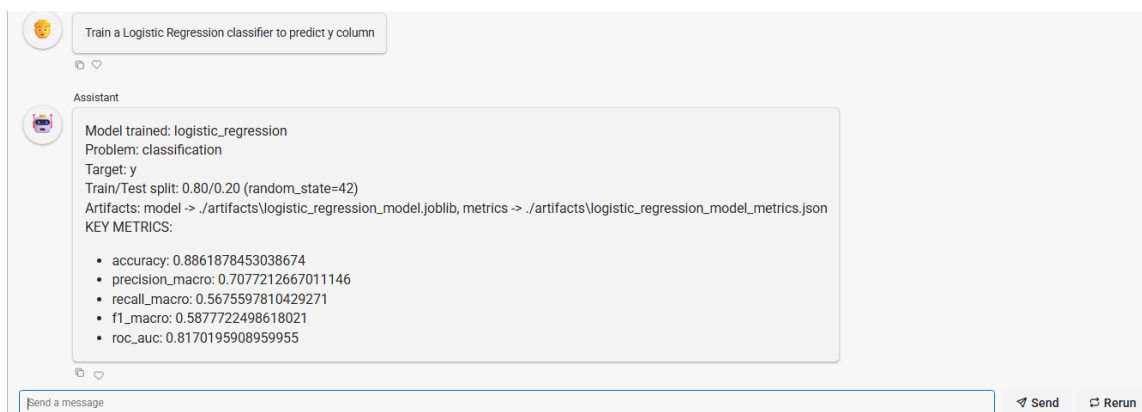 Train a Logistic Regression classifier to predict y column
Assistant
Model trained: logistic_regression
Problem: classification
Target: y
Train/Test split: 0.80/0.20 (random_state=42)
Artifacts: model -> ./artifacts\logistic_regression_model.joblib, metrics -> ./artifacts\logistic_regression_model_metrics.json
KEY METRICS:
• accuracy: 0.8861878453038674
• precision_macro: 0.7077212667011146
• recall_macro: 0.5675597810429271
• f1_macro: 0.5877722498618021
• roc_auc: 0.8170195908959955
Send a message
Send
Rerun